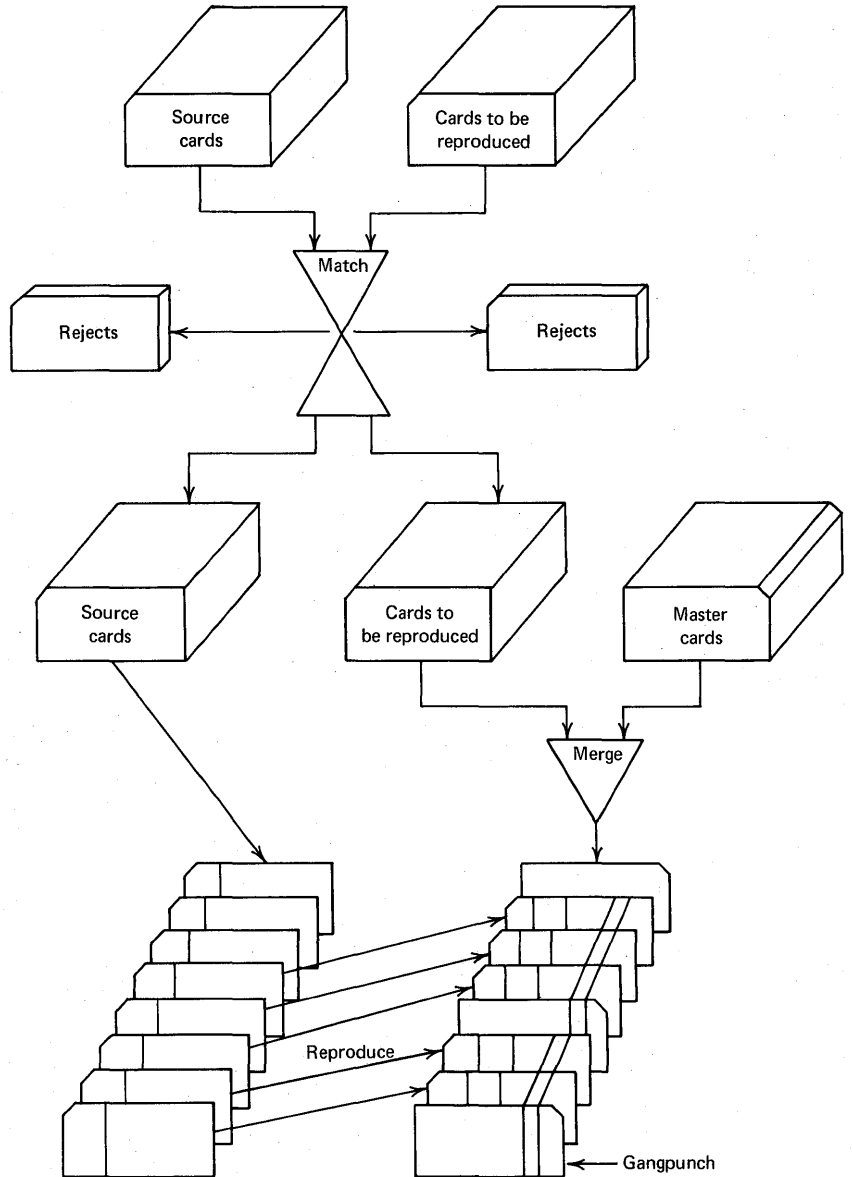 Source
cards
Cards to be
reproduced
Match
Rejects
Rejects
Source
cards
Cards to
be reproduced
Master
cards
Merge
Reproduce
Gangpunch